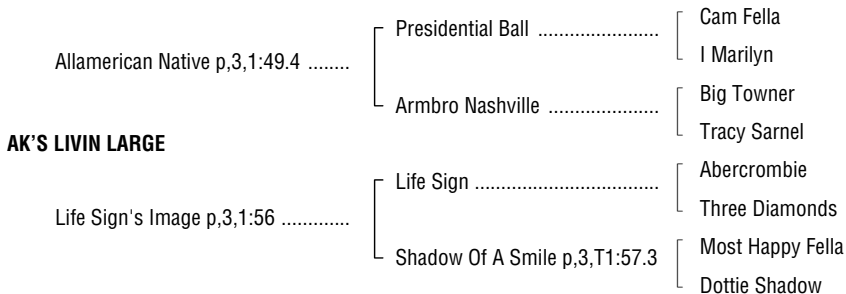 Cam Fella
Presidential Ball .......................
I Marilyn
Allamerican Native p,3,1:49.4 ........
Big Towner
Armbro Nashville .....................
Tracy Sarnel
AK’S LIVIN LARGE
Abercrombie
Life Sign ...................................
Three Diamonds
Life Sign's Image p,3,1:56 .............
Most Happy Fella
Shadow Of A Smile p,3,T1:57.3
Dottie Shadow